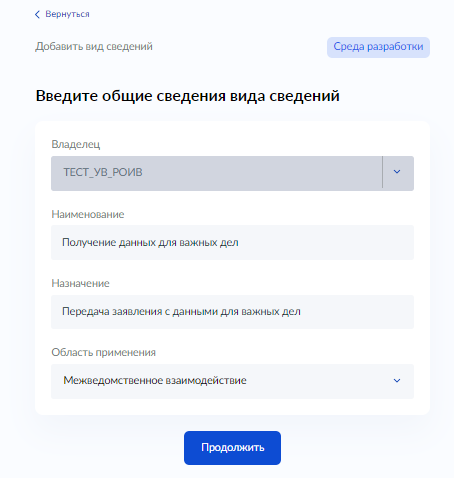 Вернуться
Добавить вид сведений
Среда разработки
Введите общие сведения вида сведений
Владелец
ТЕСТ_УВ_РОИВ
Наименование
Получение данных для важных дел
Назначение
Передача заявления с данными для важных дел
Область применения
Межведомственное взаимодействие
Продолжить